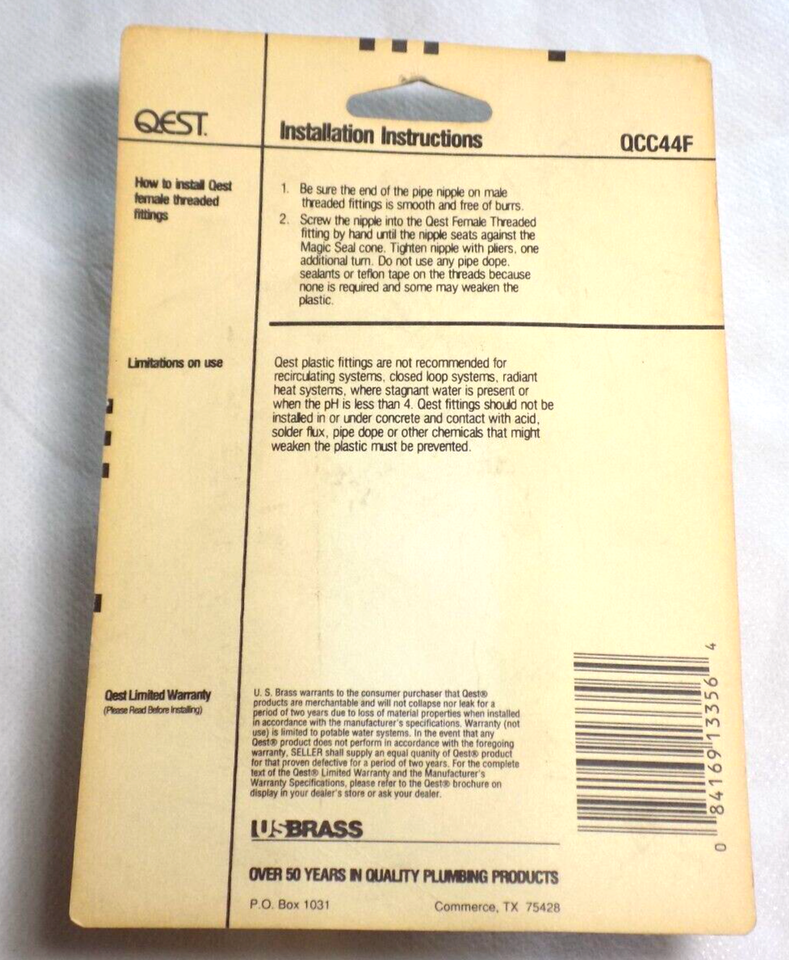 QEST.
Installation Instructions
QCC44F
How to install Qest
female threaded
fittings
1. Be sure the end of the pipe nipple on male
threaded fittings is smooth and free of burrs.
2. Screw the nipple into the Qest Female Threaded
fitting by hand until the nipple seats against the
Magic Seal cone. Tighten nipple with pliers, one
additional turn. Do not use any pipe dope,
sealants or teflon tape on the threads because
none is required and some may weaken the
plastic.
Limitations on use
Qest plastic fittings are not recommended for
recirculating systems, closed loop systems, radiant
heat systems, where stagnant water is present or
when the pH is less than 4. Qest fittings should not be
installed in or under concrete and contact with acid,
solder flux, pipe dope or other chemicals that might
weaken the plastic must be prevented.
Qest Limited Warranty
(Please Read Before Installing)
U. S. Brass warrants to the consumer purchaser that Qest®
products are merchantable and will not collapse nor leak for a
period of two years due to loss of material properties when installed
in accordance with the manufacturer's specifications. Warranty (not
use) is limited to potable water systems. In the event that any
Qest® product does not perform in accordance with the foregoing
warranty, SELLER shall supply an equal quanity of Qest® product
for that proven defective for a period of two years. For the complete
text of the Qest® Limited Warranty and the Manufacturer's
Warranty Specifications, please refer to the Qest® brochure on
display in your dealer's store or ask your dealer.
USBRASS
OVER 50 YEARS IN QUALITY PLUMBING PRODUCTS
P.O. Box 1031 Commerce, TX 75428
0 84169 13356 4